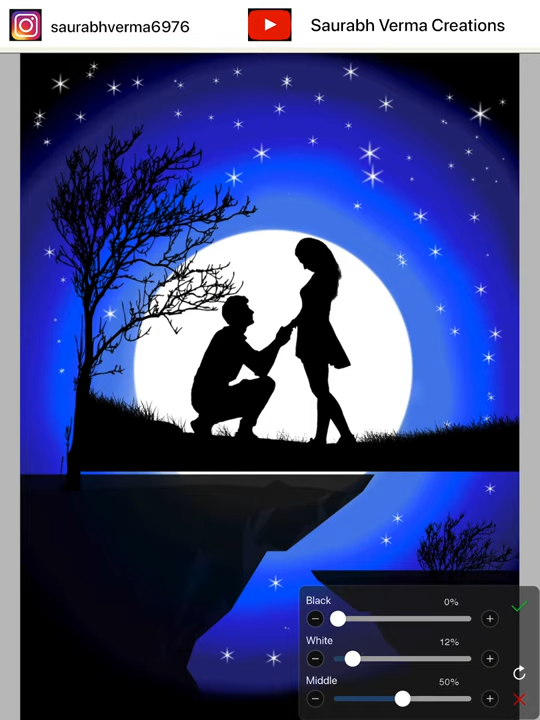 saurabhverma6976
Saurabh Verma Creations
Black 0%
White 12%
Middle 50%